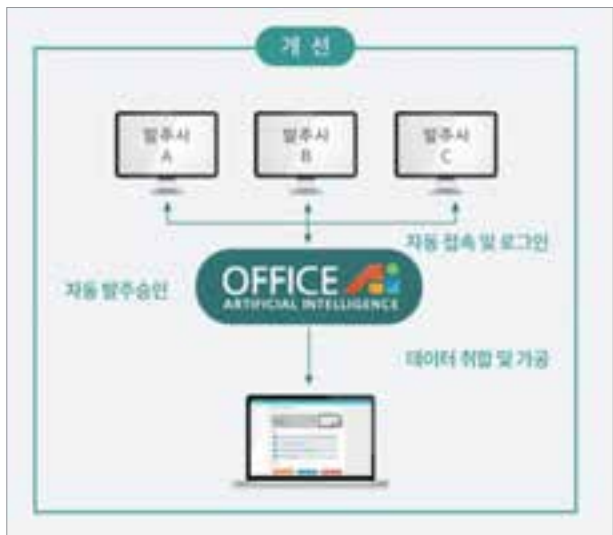 개 선
발주사
A
발주사
B
발주사
C
자동 접속 및 로그인
자동 발주승인
OFFICE AI
ARTIFICIAL INTELLIGENCE
데이터 취합 및 가공